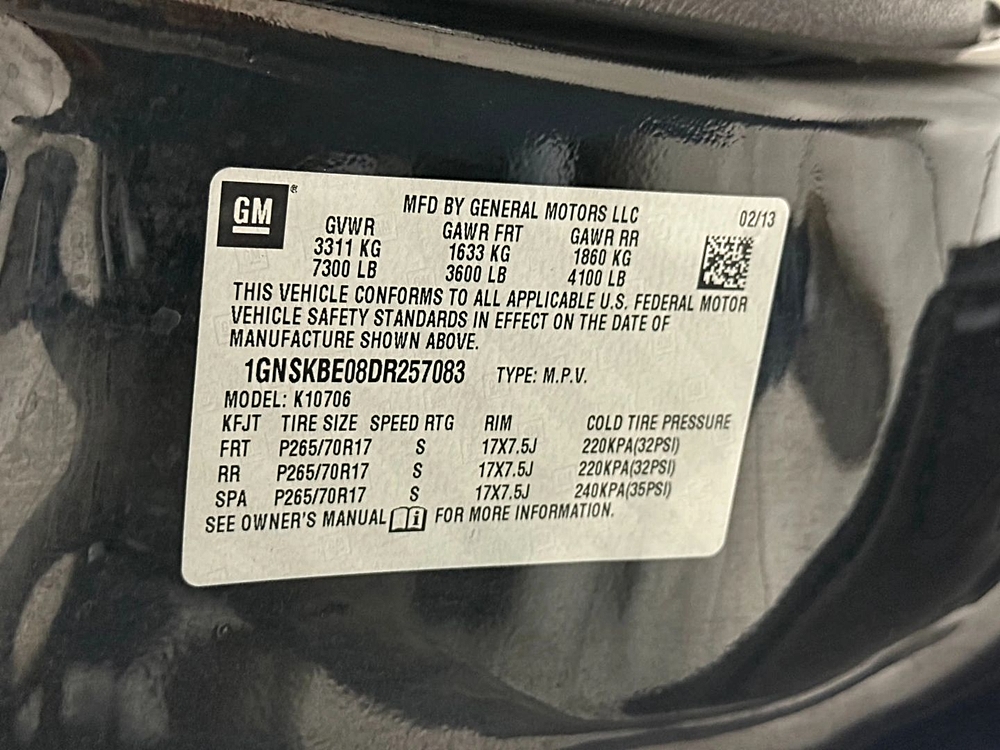 GM
MFD BY GENERAL MOTORS LLC 02/13
GVWR GAWR FRT GAWR RR
3311 KG 1633 KG 1860 KG
7300 LB 3600 LB 4100 LB
THIS VEHICLE CONFORMS TO ALL APPLICABLE U.S. FEDERAL MOTOR
VEHICLE SAFETY STANDARDS IN EFFECT ON THE DATE OF
MANUFACTURE SHOWN ABOVE.
1GNSKBE08DR257083 TYPE: M.P.V.
MODEL: K10706
KFJT TIRE SIZE SPEED RTG RIM COLD TIRE PRESSURE
FRT P265/70R17 S 17X7.5J 220KPA(32PSI)
RR P265/70R17 S 17X7.5J 220KPA(32PSI)
SPA P265/70R17 S 17X7.5J 240KPA(35PSI)
SEE OWNER'S MANUAL FOR MORE INFORMATION.